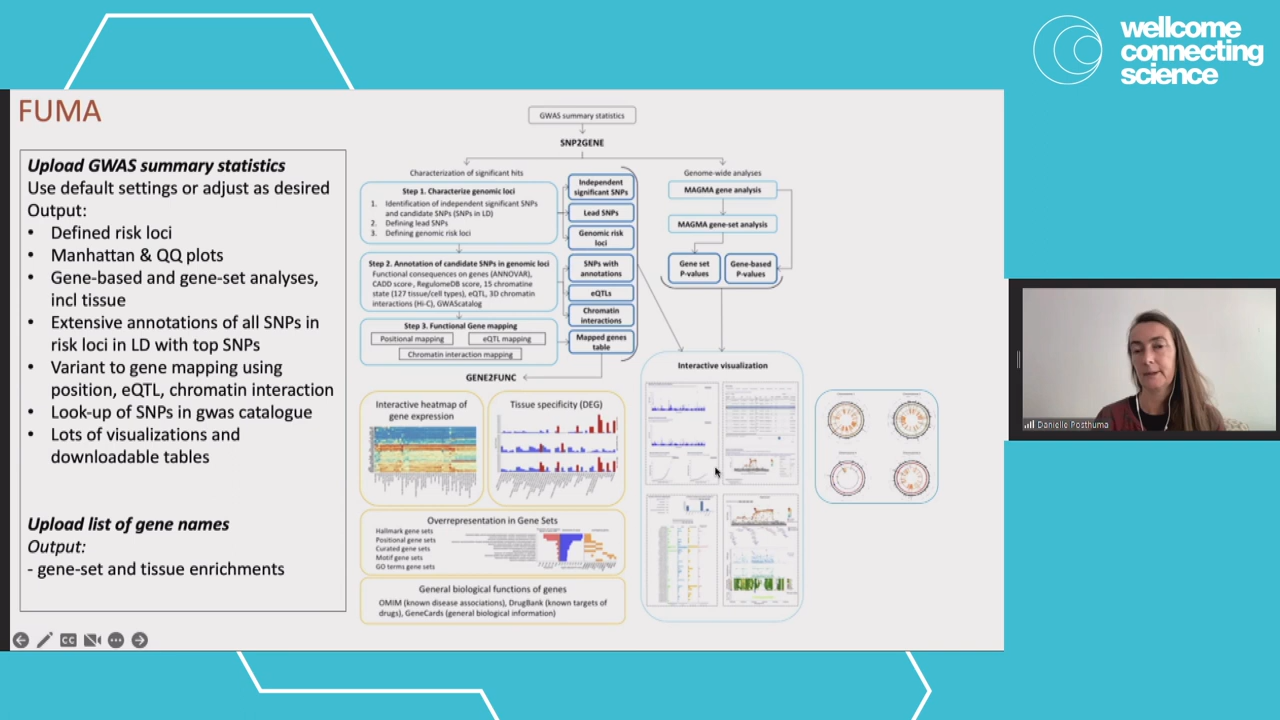 wellcome
connecting
science
FUMA
Upload GWAS summary statistics
Use default settings or adjust as desired
Output:
• Defined risk loci
• Manhattan & QQ plots
• Gene-based and gene-set analyses,
incl tissue
• Extensive annotations of all SNPs in
risk loci in LD with top SNPs
• Variant to gene mapping using
position, eQTL, chromatin interaction
• Look-up of SNPs in gwas catalogue
• Lots of visualizations and
downloadable tables
Upload list of gene names
Output:
- gene-set and tissue enrichments
GWAS summary statistics
SNP2GENE
Characterization of significant hits
Step 1. Characterize genomic loci
1. Identification of independent significant SNPs
and candidate SNPs (SNPs in LD)
2. Defining lead SNPs
3. Defining genomic risk loci
Independent
significant SNPs
Lead SNPs
Genomic risk
loci
Step 2. Annotation of candidate SNPs in genomic loci
Functional consequences on genes (ANNOVAR),
CADD score, RegulomeDB score, 15 chromatine
state (127 tissue/cell types), eQTL, 3D chromatin
interactions (Hi-C), GWAScatalog
SNPs with
annotations
eQTLs
Chromatin
interactions
Step 3. Functional Gene mapping
Positional mapping
eQTL mapping
Chromatin interaction mapping
Mapped genes
table
Genome-wide analyses
MAGMA gene analysis
MAGMA gene-set analysis
Gene set
P-values
Gene-based
P-values
GENE2FUNC
Interactive heatmap of
gene expression
Tissue specificity (DEG)
Overrepresentation in Gene Sets
Hallmark gene sets
Positional gene sets
Curated gene sets
Motif gene sets
GO terms gene sets
General biological functions of genes
OMIM (known disease associations), DrugBank (known targets of
drugs), GeneCards (general biological information)
Interactive visualization
CC
Danielle Posthuma